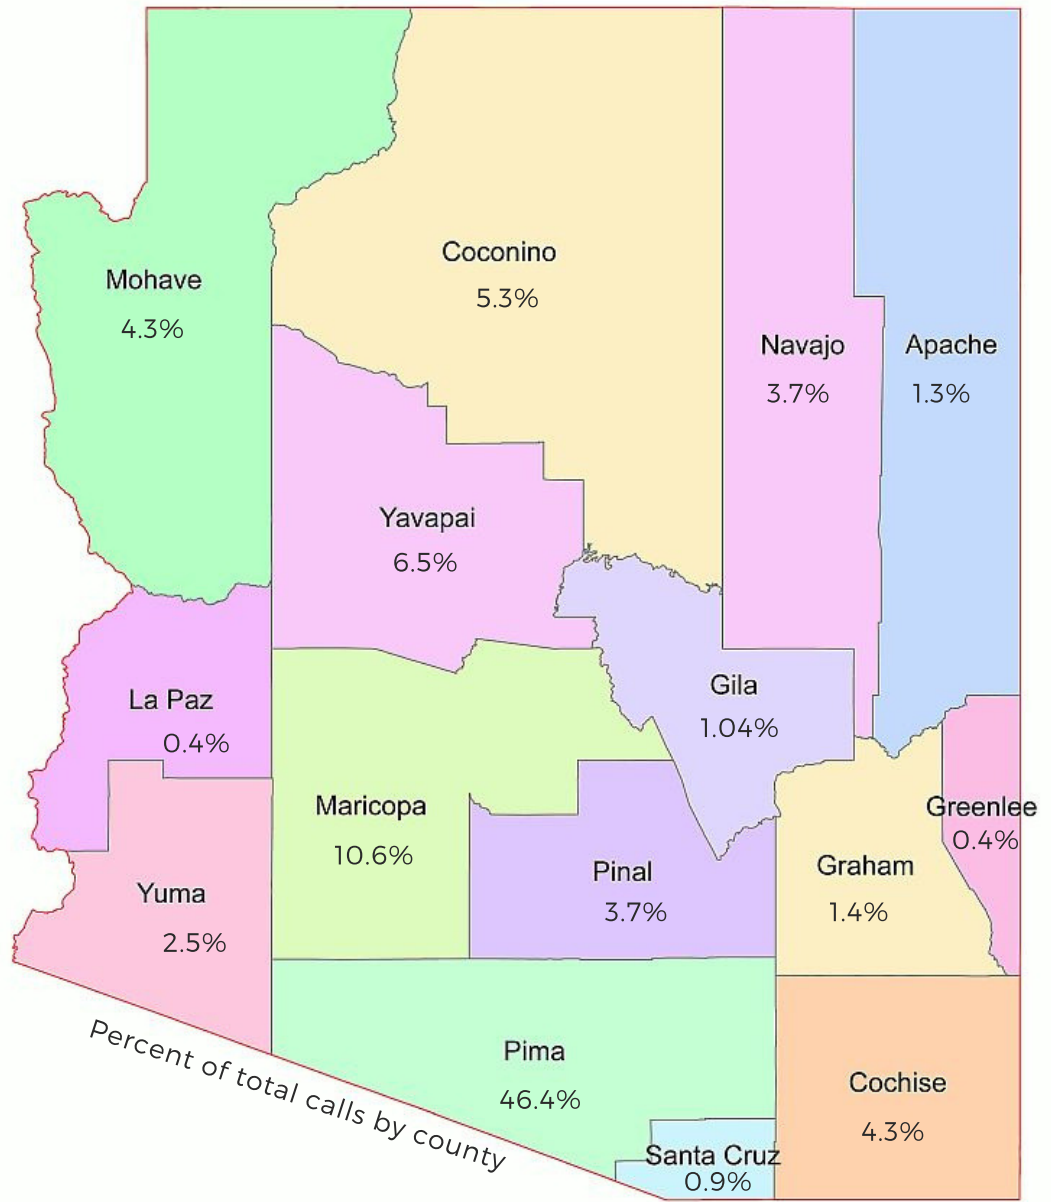 Coconino
5.3%
Mohave
4.3%
Navajo
3.7%
Apache
1.3%
Yavapai
6.5%
Gila
1.04%
La Paz
0.4%
Maricopa
10.6%
Greenlee
0.4%
Pinal
3.7%
Graham
1.4%
Yuma
2.5%
Pima
46.4%
Cochise
4.3%
Santa Cruz
0.9%
Percent of total calls by county